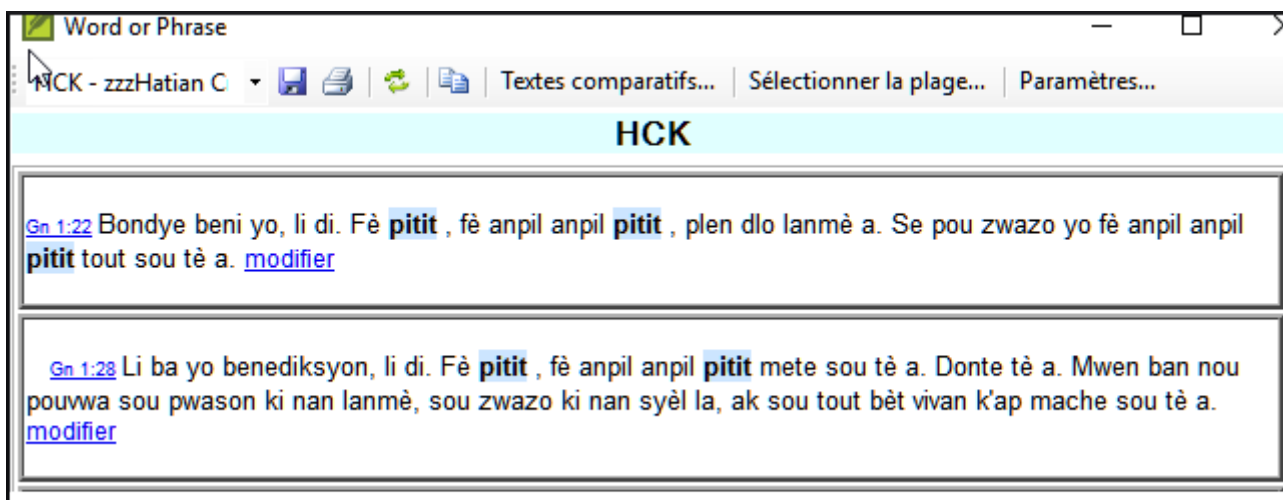 Word or Phrase
HCK - zzzHatian C Textes comparatifs... Sélectionner la plage... Paramètres...
HCK
Gn 1:22 Bondye beni yo, li di. Fè pitit , fè anpil anpil pitit , plen dlo lanmè a. Se pou zwazo yo fè anpil anpil
pitit tout sou tè a. modifier
Gn 1:28 Li ba yo benediksyon, li di. Fè pitit , fè anpil anpil pitit mete sou tè a. Donte tè a. Mwen ban nou
pouvwa sou pwason ki nan lanmè, sou zwazo ki nan syèl la, ak sou tout bèt vivan k'ap mache sou tè a.
modifier